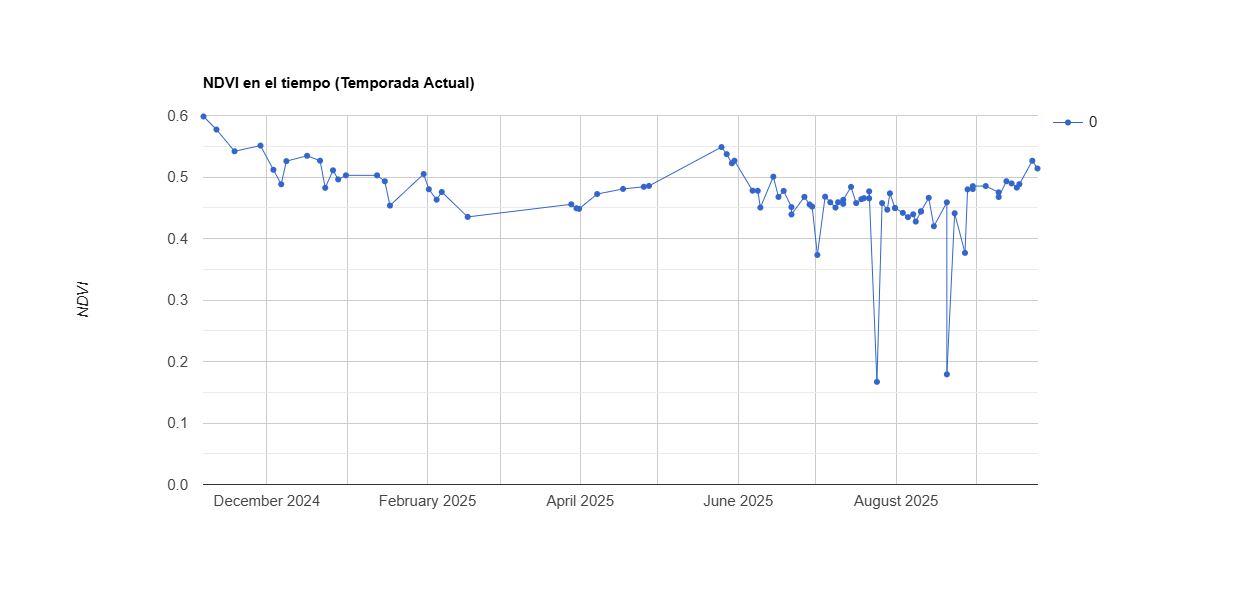 NDVI en el tiempo (Temporada Actual)
0.6
0.5
0.4
0.3
0.2
0.1
0.0
NDVI
December 2024
February 2025
April 2025
June 2025
August 2025
0